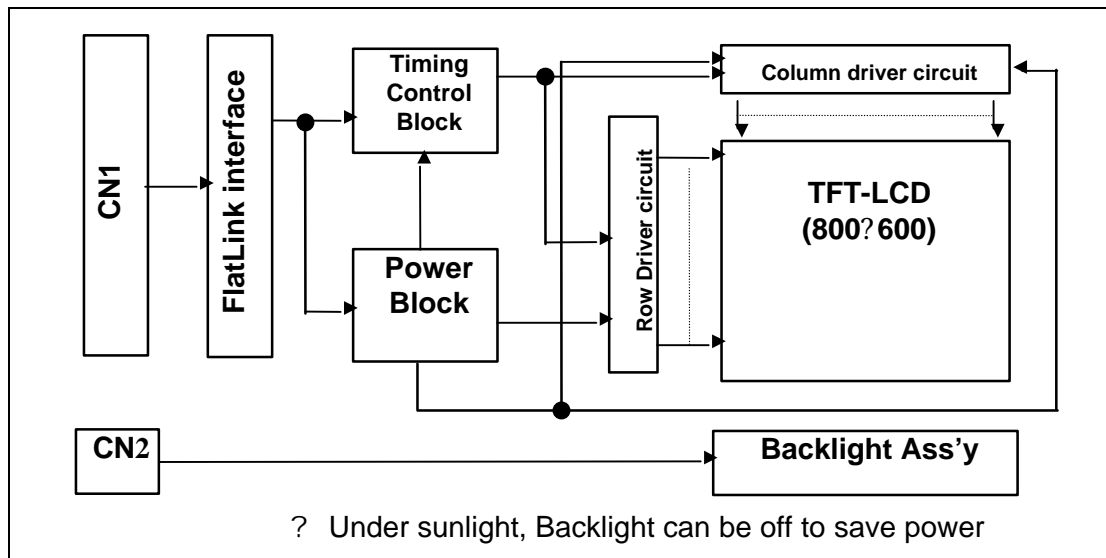 CN1
FlatLink interface
Timing
Control
Block
Power
Block
Row Driver circuit
Column driver circuit
TFT-LCD
(800?600)
CN2
Backlight Ass'y
? Under sunlight, Backlight can be off to save power